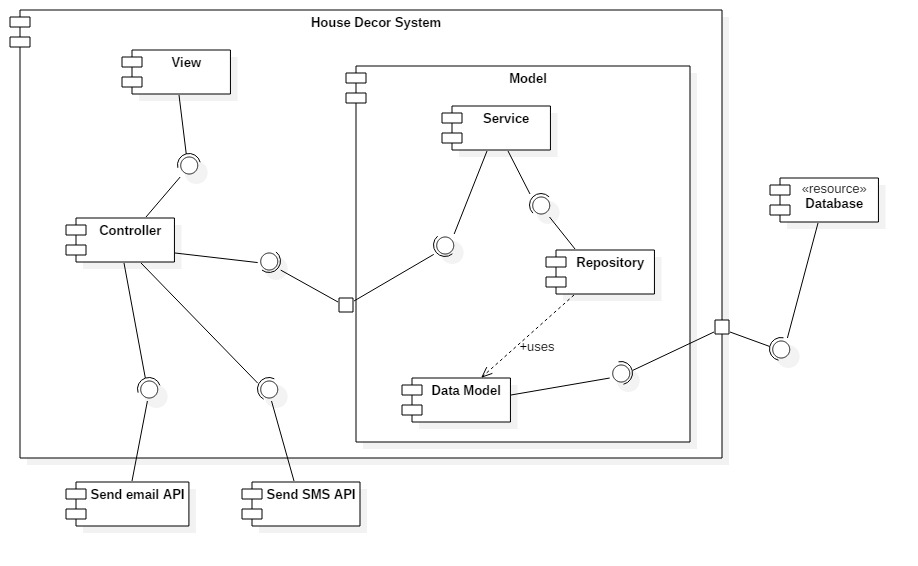 House Decor System
View
Model
Service
«resource»
Database
Controller
Repository
+uses
Data Model
Send email API
Send SMS API